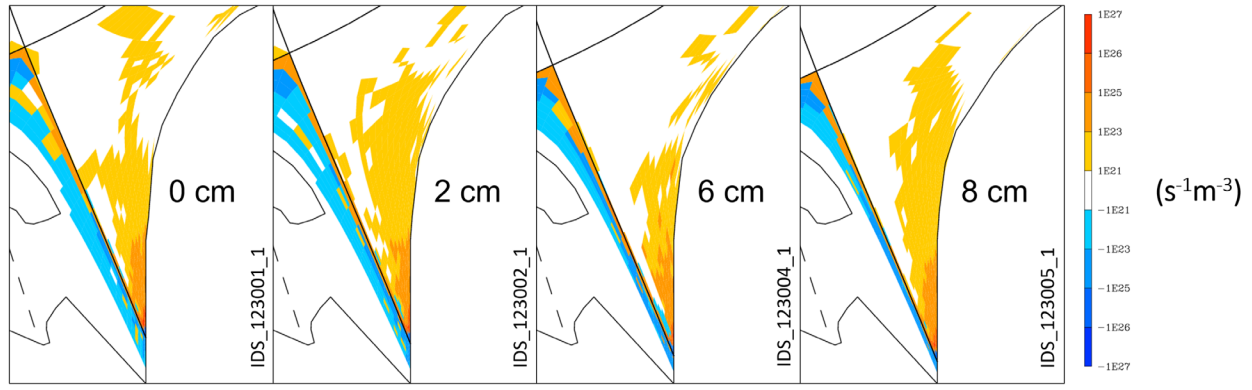 0 cm
IDS_123001_1
2 cm
IDS_123002_1
6 cm
IDS_123004_1
8 cm
IDS_123005_1
1E27
1E26
1E25
1E23
1E21
−1E21
−1E23
−1E25
−1E26
−1E27
(s⁻¹m⁻³)